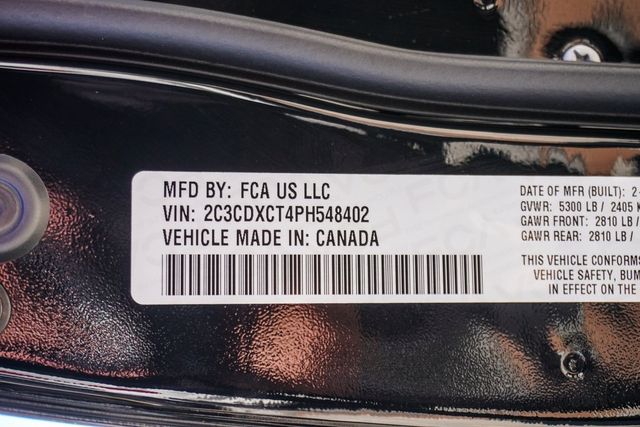 MFD BY: FCA US LLC
VIN: 2C3CDXCT4PH548402
VEHICLE MADE IN: CANADA
DATE OF MFR (BUILT): 2-
GVWR: 5300 LB / 2405 K
GAWR FRONT: 2810 LB /
GAWR REAR: 2810 LB /
THIS VEHICLE CONFORMS
VEHICLE SAFETY, BUM
IN EFFECT ON THE